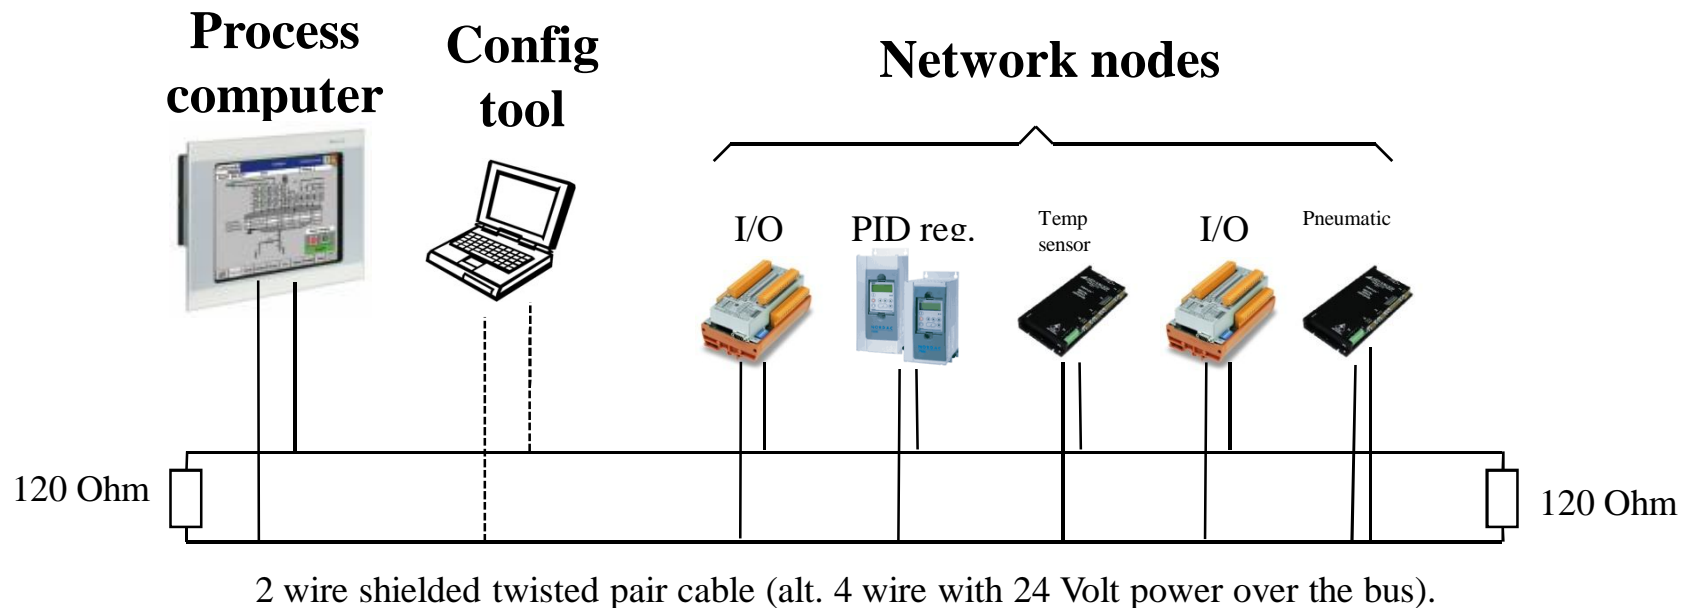 Process
computer
Config
tool
Network nodes
I/O
PID reg.
Temp
sensor
I/O
Pneumatic
120 Ohm
120 Ohm
2 wire shielded twisted pair cable (alt. 4 wire with 24 Volt power over the bus).